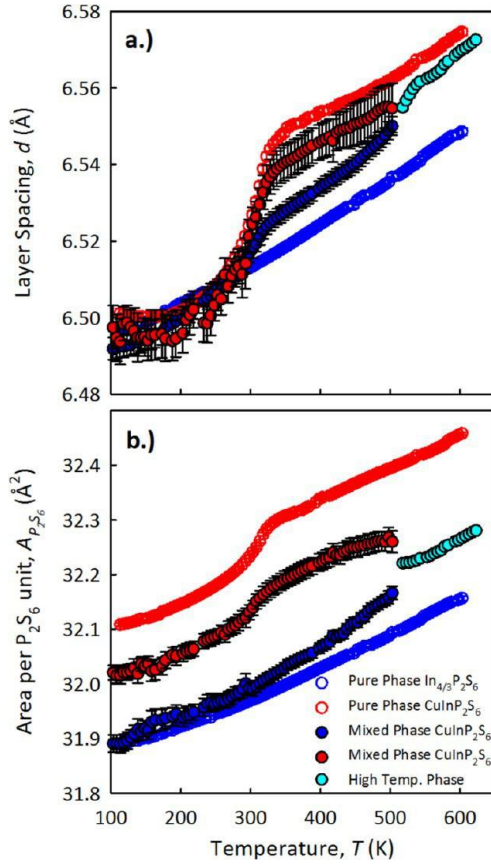 a.)
6.58
6.56
6.54
6.52
6.50
6.48
Layer Spacing, d (Å)
b.)
32.4
32.3
32.2
32.1
32.0
31.9
31.8
Area per P₂S₆ unit, A_P₂S₆ (Å²)
Pure Phase In₄/₃P₂S₆
Pure Phase CuInP₂S₆
Mixed Phase CuInP₂S₆
Mixed Phase CuInP₂S₆
High Temp. Phase
100 200 300 400 500 600
Temperature, T (K)